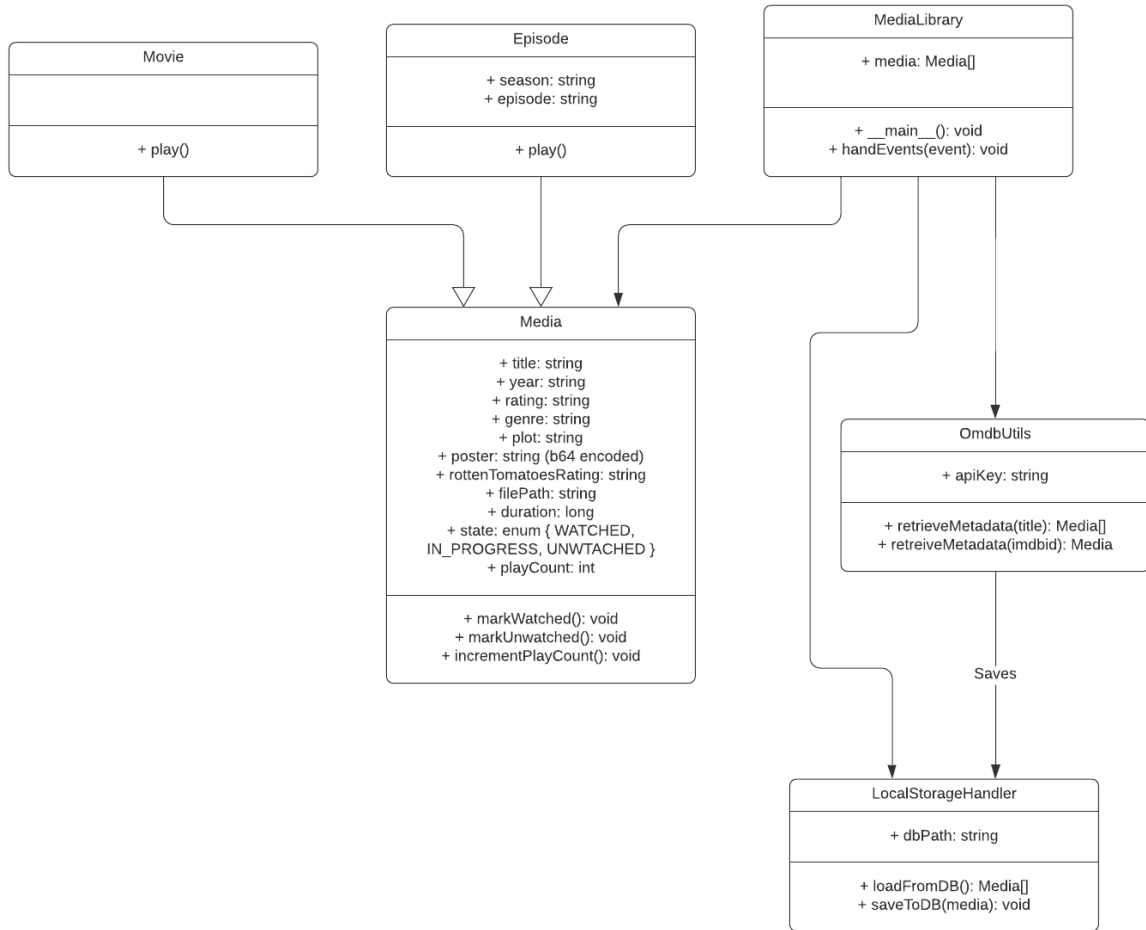 Movie
+ play()
Episode
+ season: string
+ episode: string
+ play()
MediaLibrary
+ media: Media[]
+ __main__(): void
+ handEvents(event): void
Media
+ title: string
+ year: string
+ rating: string
+ genre: string
+ plot: string
+ poster: string (b64 encoded)
+ rottenTomatoesRating: string
+ filePath: string
+ duration: long
+ state: enum { WATCHED,
IN_PROGRESS, UNWTACHED }
+ playCount: int
+ markWatched(): void
+ markUnwatched(): void
+ incrementPlayCount(): void
OmdbUtils
+ apiKey: string
+ retrieveMetadata(title): Media[]
+ retreiveMetadata(imdbid): Media
Saves
LocalStorageHandler
+ dbPath: string
+ loadFromDB(): Media[]
+ saveToDB(media): void